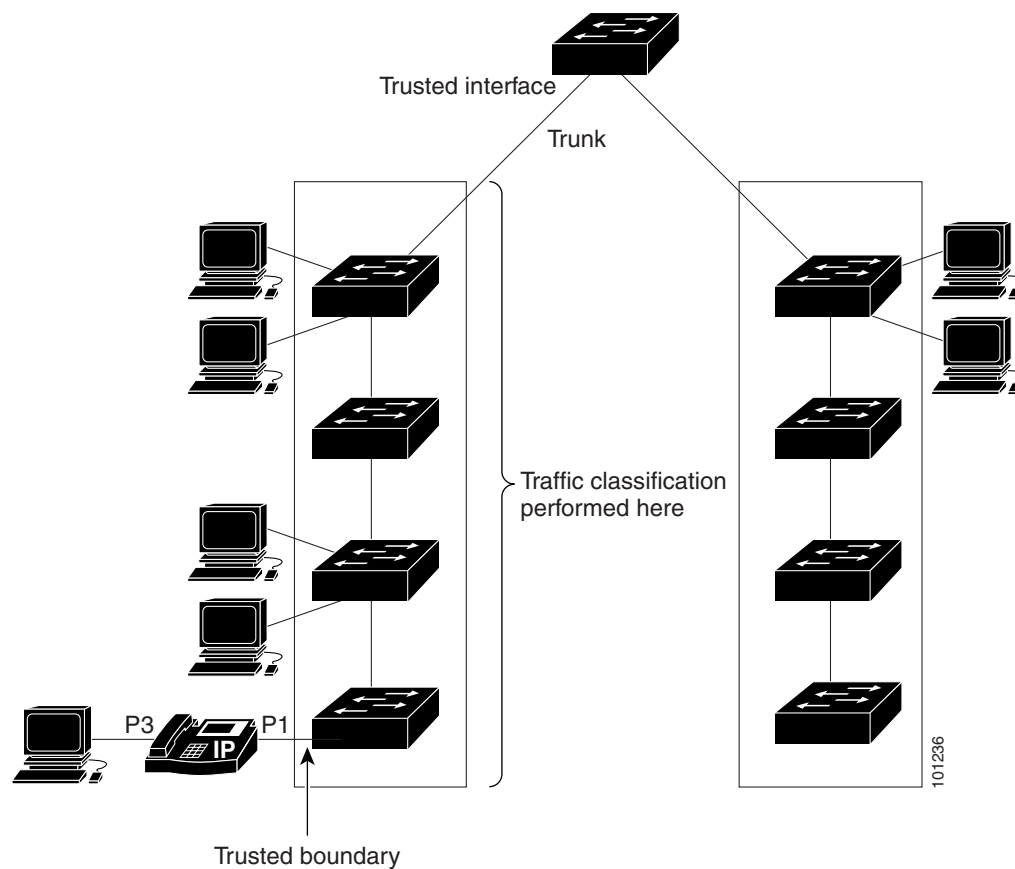 Trusted interface
Trunk
Traffic classification
performed here
P3
IP
P1
Trusted boundary
101236